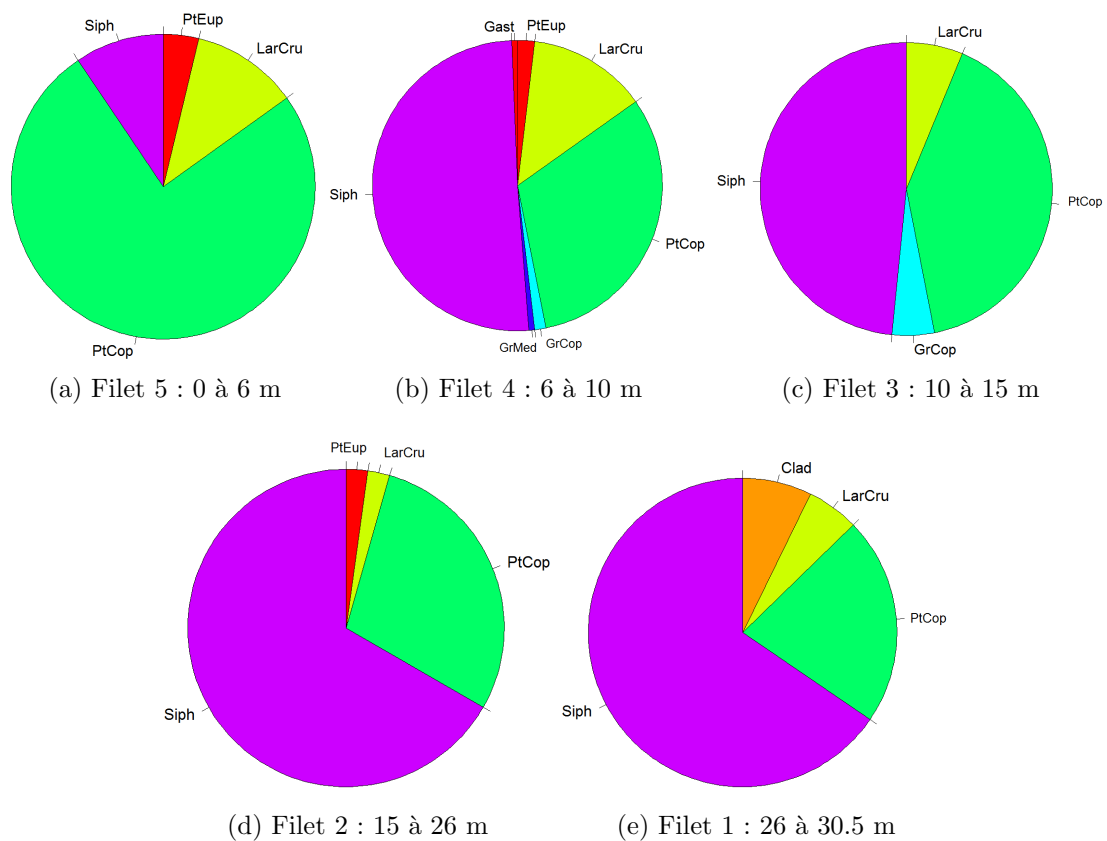 Siph
PtEup
LarCru
PtCop
(a) Filet 5 : 0 à 6 m
Gast
PtEup
LarCru
Siph
PtCop
GrMed
GrCop
(b) Filet 4 : 6 à 10 m
LarCru
Siph
PtCop
GrCop
(c) Filet 3 : 10 à 15 m
PtEup
LarCru
PtCop
Siph
(d) Filet 2 : 15 à 26 m
Clad
LarCru
PtCop
Siph
(e) Filet 1 : 26 à 30.5 m